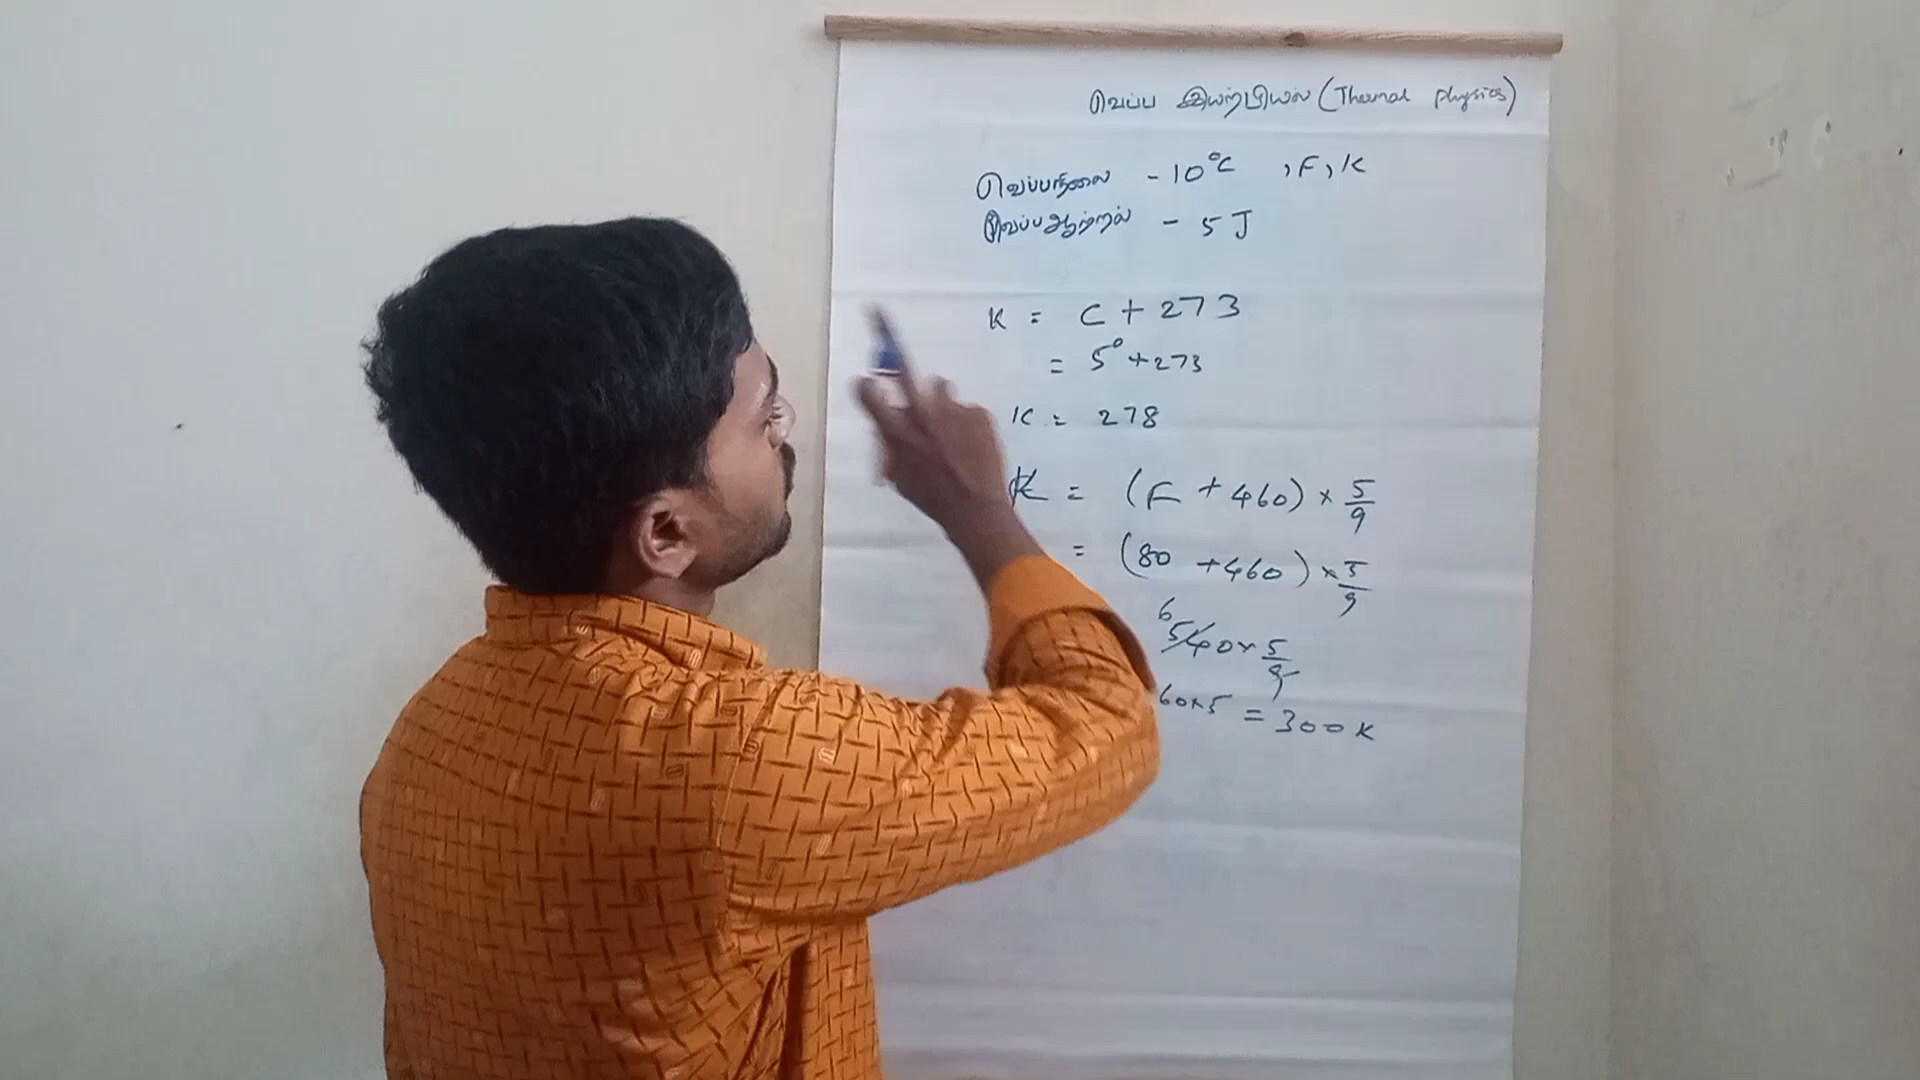 வெப்ப இயற்பியல் (Thermal physics)
வெப்பநிலை - 10°C , F, K
வெப்பஆற்றல் - 5 J
K = C + 273
= 5° + 273
K = 278
K = (F + 460) × 5/9
= (80 + 460) × 5/9
6
540 × 5/9
60×5 = 300 K